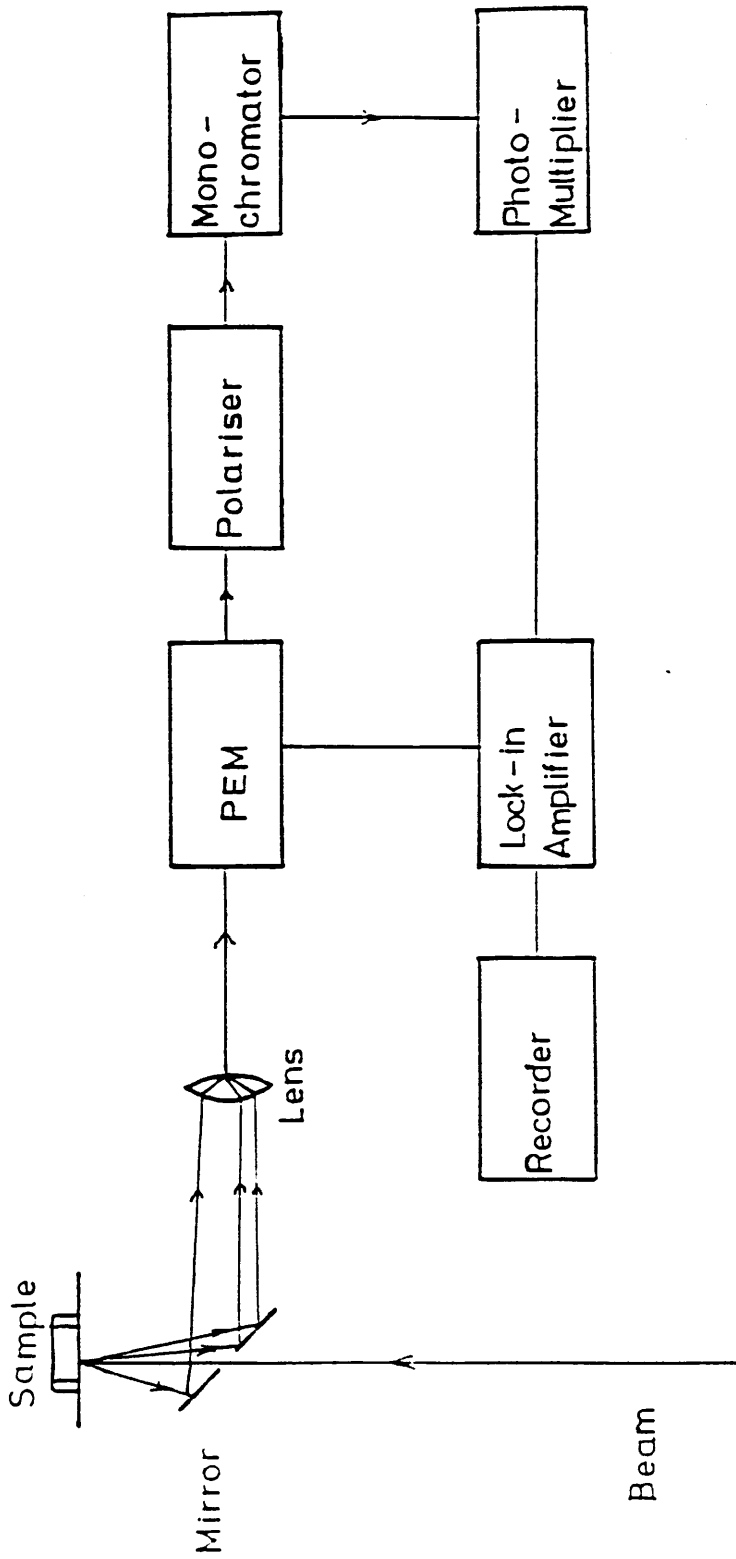 Sample
Mirror
Beam
Lens
PEM
Polariser
Mono-
chromator
Photo-
Multiplier
Lock-in
Amplifier
Recorder